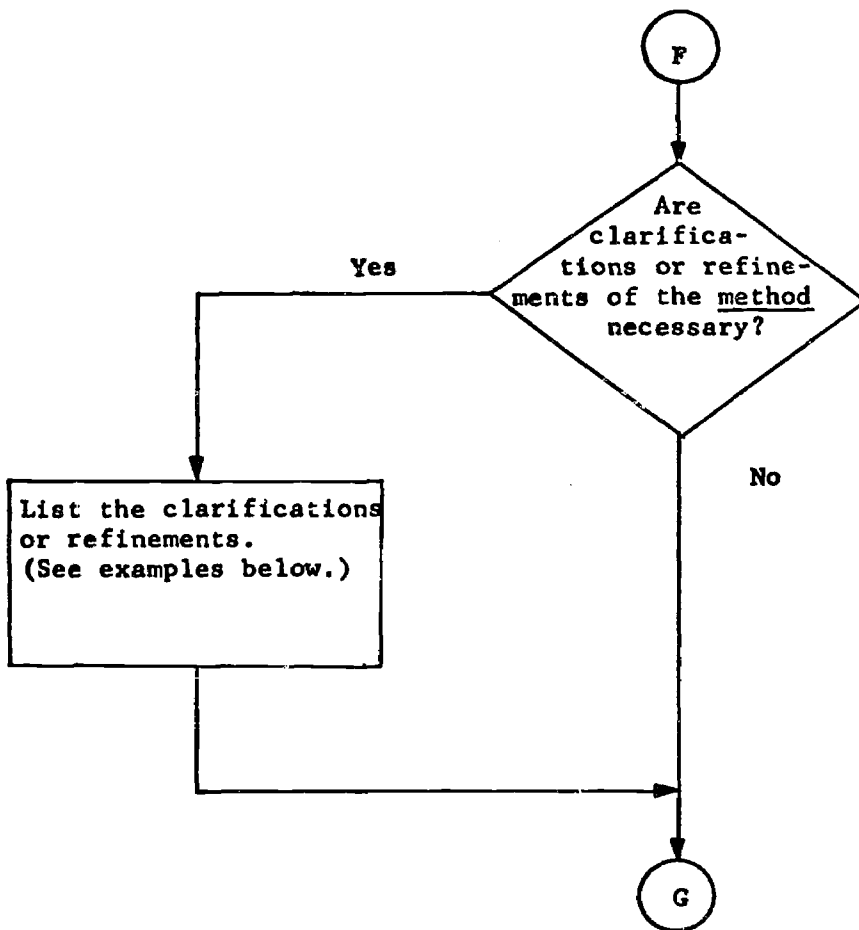 F
Are
clarifica-
tions or refine-
ments of the method
necessary?
Yes
No
List the clarifications
or refinements.
(See examples below.)
G